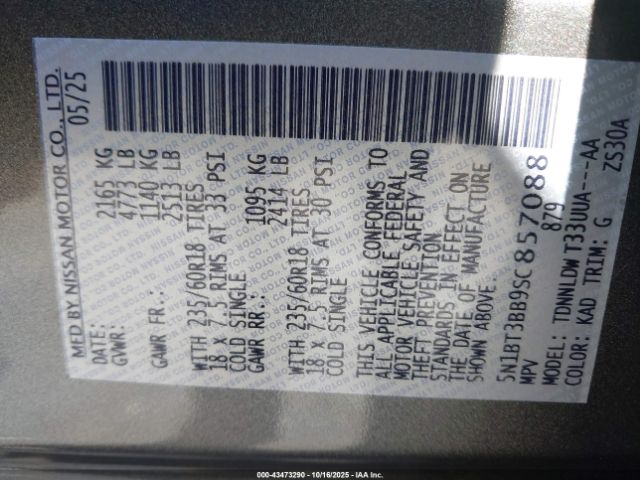 MFD BY NISSAN MOTOR CO., LTD.
DATE: 05/25
GVWR: 2165 KG
4773 LB
GAWR FR.: 1140 KG
2513 LB
WITH 235/60R18 TIRES
18 X 7.5 RIMS AT 33 PSI
COLD SINGLE
GAWR RR.: 1095 KG
2414 LB
WITH 235/60R18 TIRES
18 X 7.5 RIMS AT 30 PSI
COLD SINGLE
THIS VEHICLE CONFORMS TO
ALL APPLICABLE FEDERAL
MOTOR VEHICLE SAFETY AND
THEFT PREVENTION
STANDARDS IN EFFECT ON
THE DATE OF MANUFACTURE
SHOWN ABOVE.
5N1BT3BB9SC857088
MPV 879
MODEL: TDNNLDW T33UUA----AA
COLOR: KAD TRIM: G ZS30A
000-43473290 - 10/16/2025 - IAA Inc.